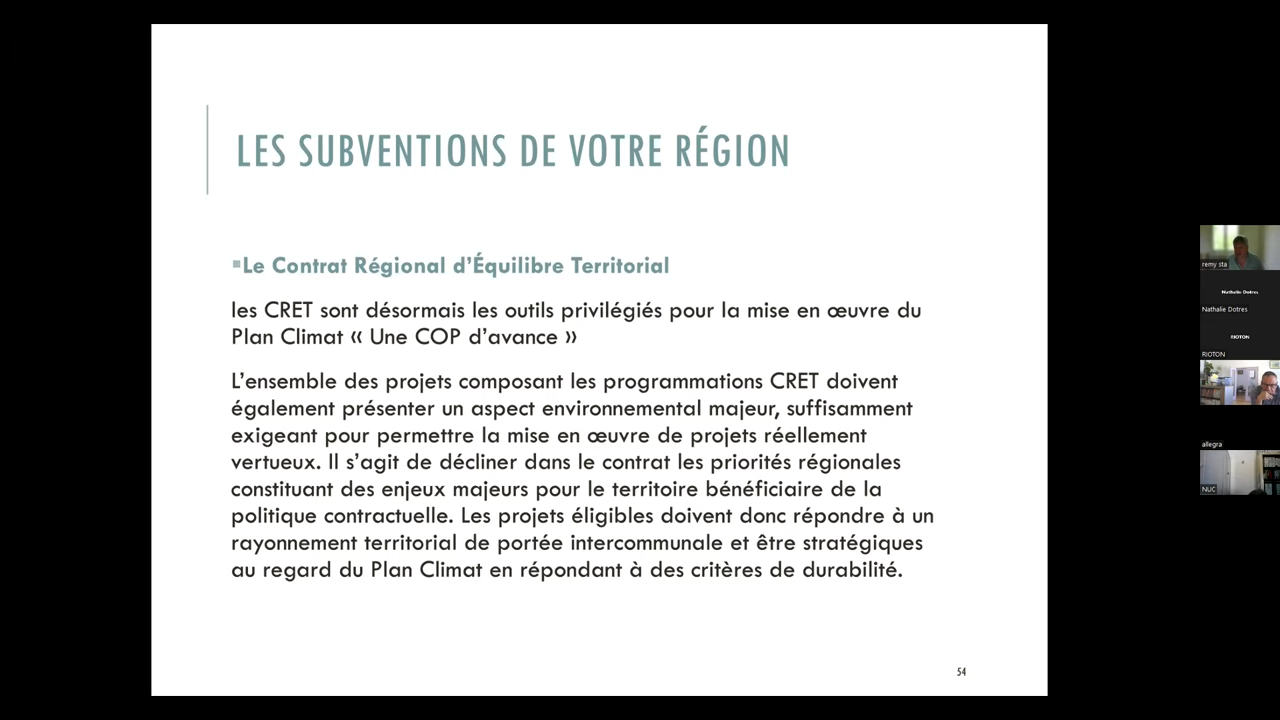 LES SUBVENTIONS DE VOTRE RÉGION
▪Le Contrat Régional d’Équilibre Territorial
les CRET sont désormais les outils privilégiés pour la mise en œuvre du
Plan Climat « Une COP d’avance »
L’ensemble des projets composant les programmations CRET doivent
également présenter un aspect environnemental majeur, suffisamment
exigeant pour permettre la mise en œuvre de projets réellement
vertueux. Il s’agit de décliner dans le contrat les priorités régionales
constituant des enjeux majeurs pour le territoire bénéficiaire de la
politique contractuelle. Les projets éligibles doivent donc répondre à un
rayonnement territorial de portée intercommunale et être stratégiques
au regard du Plan Climat en répondant à des critères de durabilité.
54
remy sta
Nathalie Dotres
Nathalie Dotres
RIOTON
RIOTON
allegra
NUC